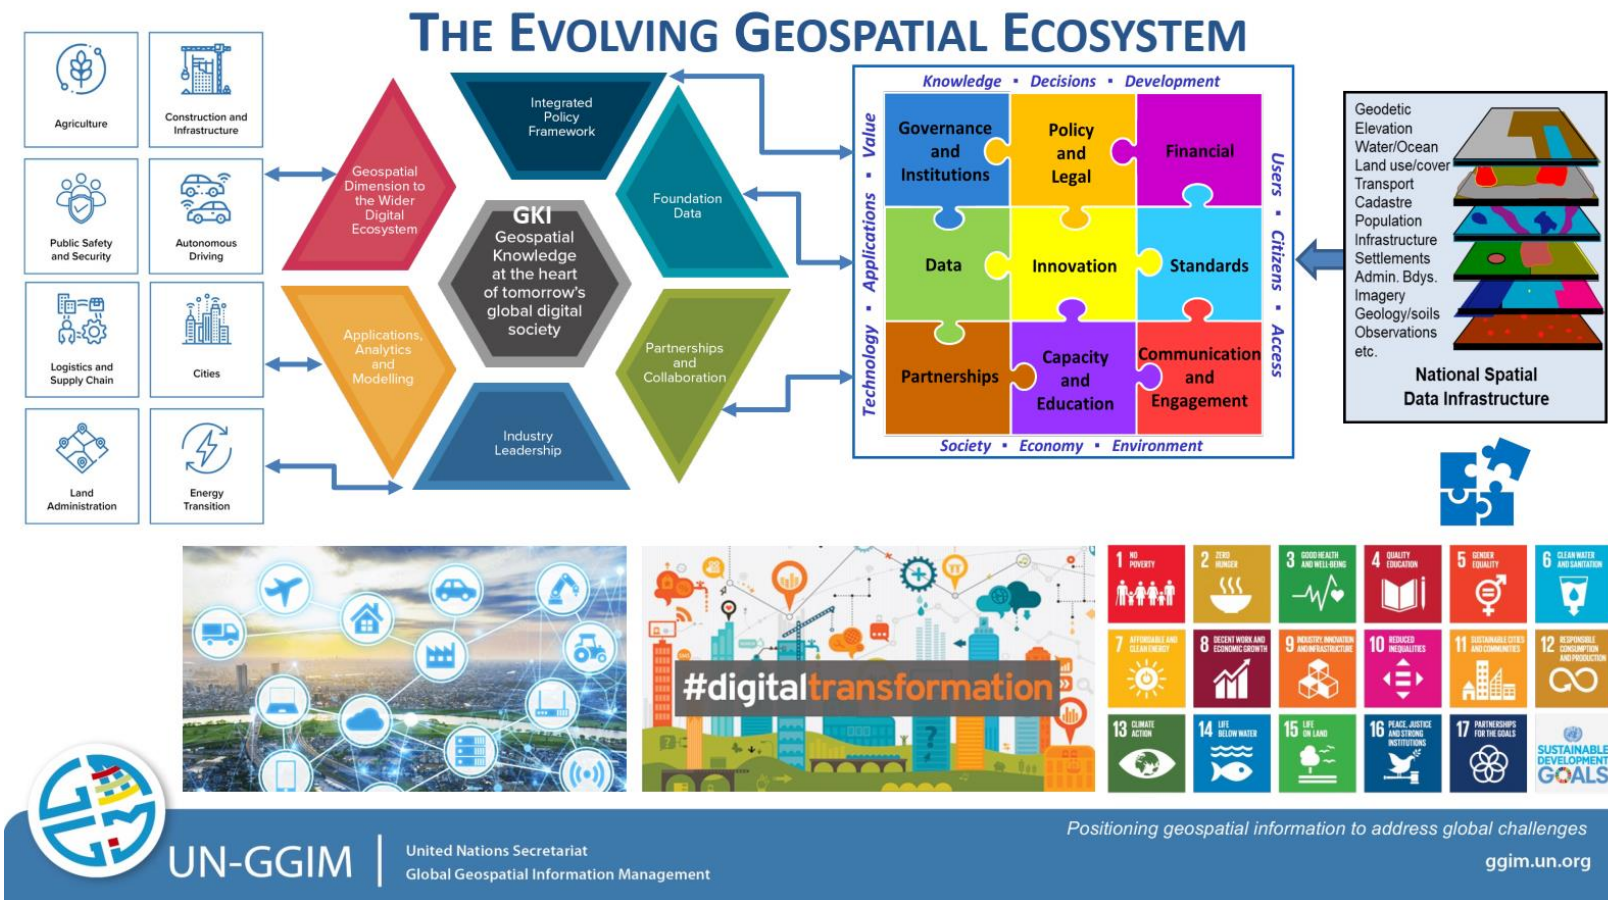 THE EVOLVING GEOSPATIAL ECOSYSTEM
Agriculture
Construction and
Infrastructure
Public Safety
and Security
Autonomous
Driving
Logistics and
Supply Chain
Cities
Land
Administration
Energy
Transition
Integrated
Policy
Framework
Geospatial
Dimension to
the Wider
Digital
Ecosystem
Foundation
Data
GKI
Geospatial
Knowledge
at the heart
of tomorrow's
global digital
society
Applications,
Analytics
and
Modelling
Partnerships
and
Collaboration
Industry
Leadership
Knowledge ▪ Decisions ▪ Development
Technology ▪ Applications ▪ Value
Governance
and
Institutions
Policy
and
Legal
Financial
Data
Innovation
Standards
Partnerships
Capacity
and
Education
Communication
and
Engagement
Users ▪ Citizens ▪ Access
Society ▪ Economy ▪ Environment
Geodetic
Elevation
Water/Ocean
Land use/cover
Transport
Cadastre
Population
Infrastructure
Settlements
Admin. Bdys.
Imagery
Geology/soils
Observations
etc.
National Spatial
Data Infrastructure
#digitaltransformation
1 NO
POVERTY
2 ZERO
HUNGER
3 GOOD HEALTH
AND WELL-BEING
4 QUALITY
EDUCATION
5 GENDER
EQUALITY
6 CLEAN WATER
AND SANITATION
7 AFFORDABLE AND
CLEAN ENERGY
8 DECENT WORK AND
ECONOMIC GROWTH
9 INDUSTRY, INNOVATION
AND INFRASTRUCTURE
10 REDUCED
INEQUALITIES
11 SUSTAINABLE CITIES
AND COMMUNITIES
12 RESPONSIBLE
CONSUMPTION
AND PRODUCTION
13 CLIMATE
ACTION
14 LIFE
BELOW WATER
15 LIFE
ON LAND
16 PEACE, JUSTICE
AND STRONG
INSTITUTIONS
17 PARTNERSHIPS
FOR THE GOALS
SUSTAINABLE
DEVELOPMENT
GOALS
UN-GGIM
United Nations Secretariat
Global Geospatial Information Management
Positioning geospatial information to address global challenges
ggim.un.org